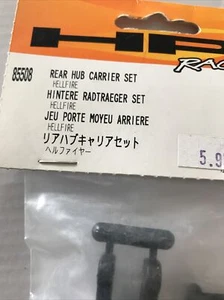 HPI
RAC
85508
REAR HUB CARRIER SET
HELLFIRE
HINTERE RADTRAEGER SET
HELLFIRE
JEU PORTE MOYEU ARRIERE
HELLFIRE
リアハブキャリアセット
ヘルファイヤー
5.9